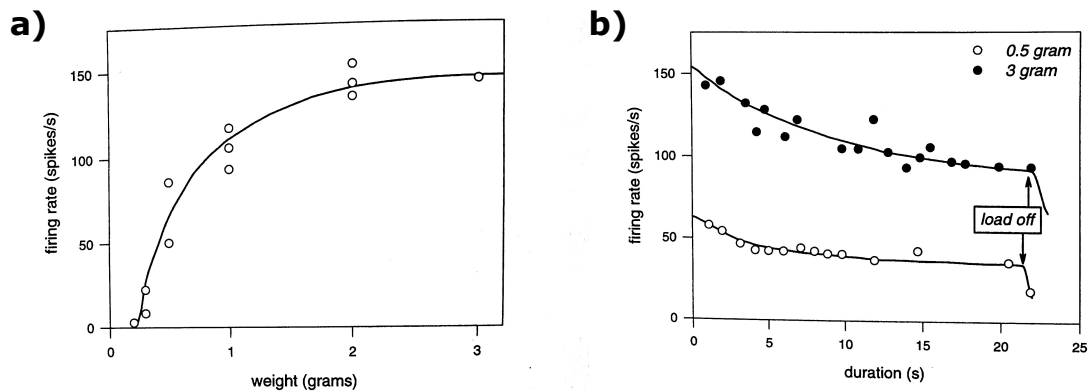 a)
firing rate (spikes/s)
150
100
50
0
0 1 2 3
weight (grams)
b)
0.5 gram
3 gram
firing rate (spikes/s)
150
100
50
0
load off
0 5 10 15 20 25
duration (s)